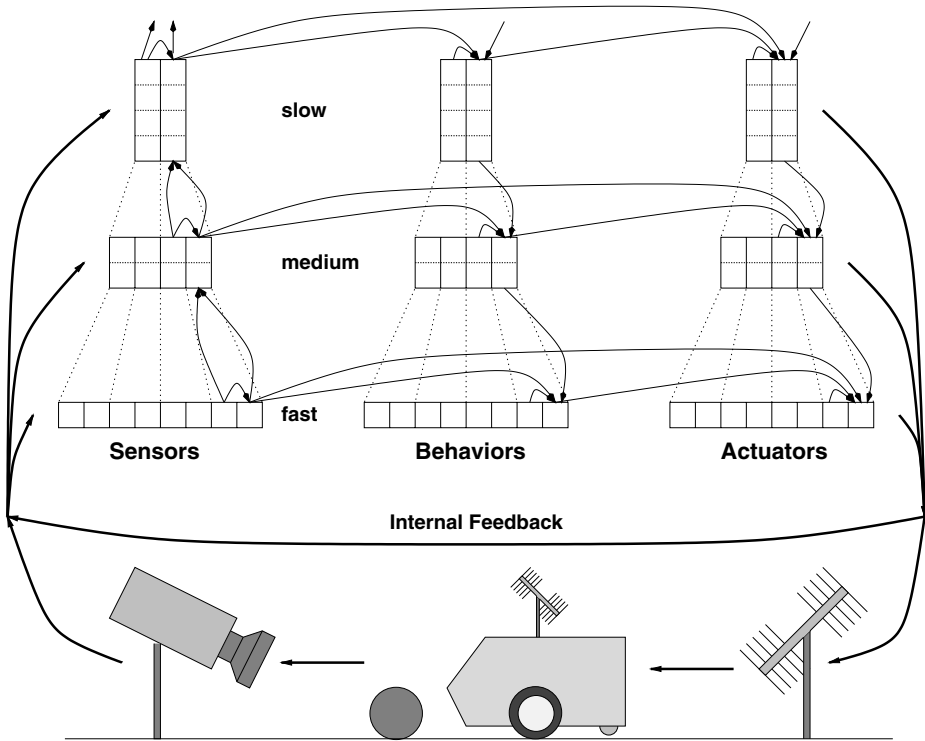 slow
medium
fast
Sensors Behaviors Actuators
Internal Feedback